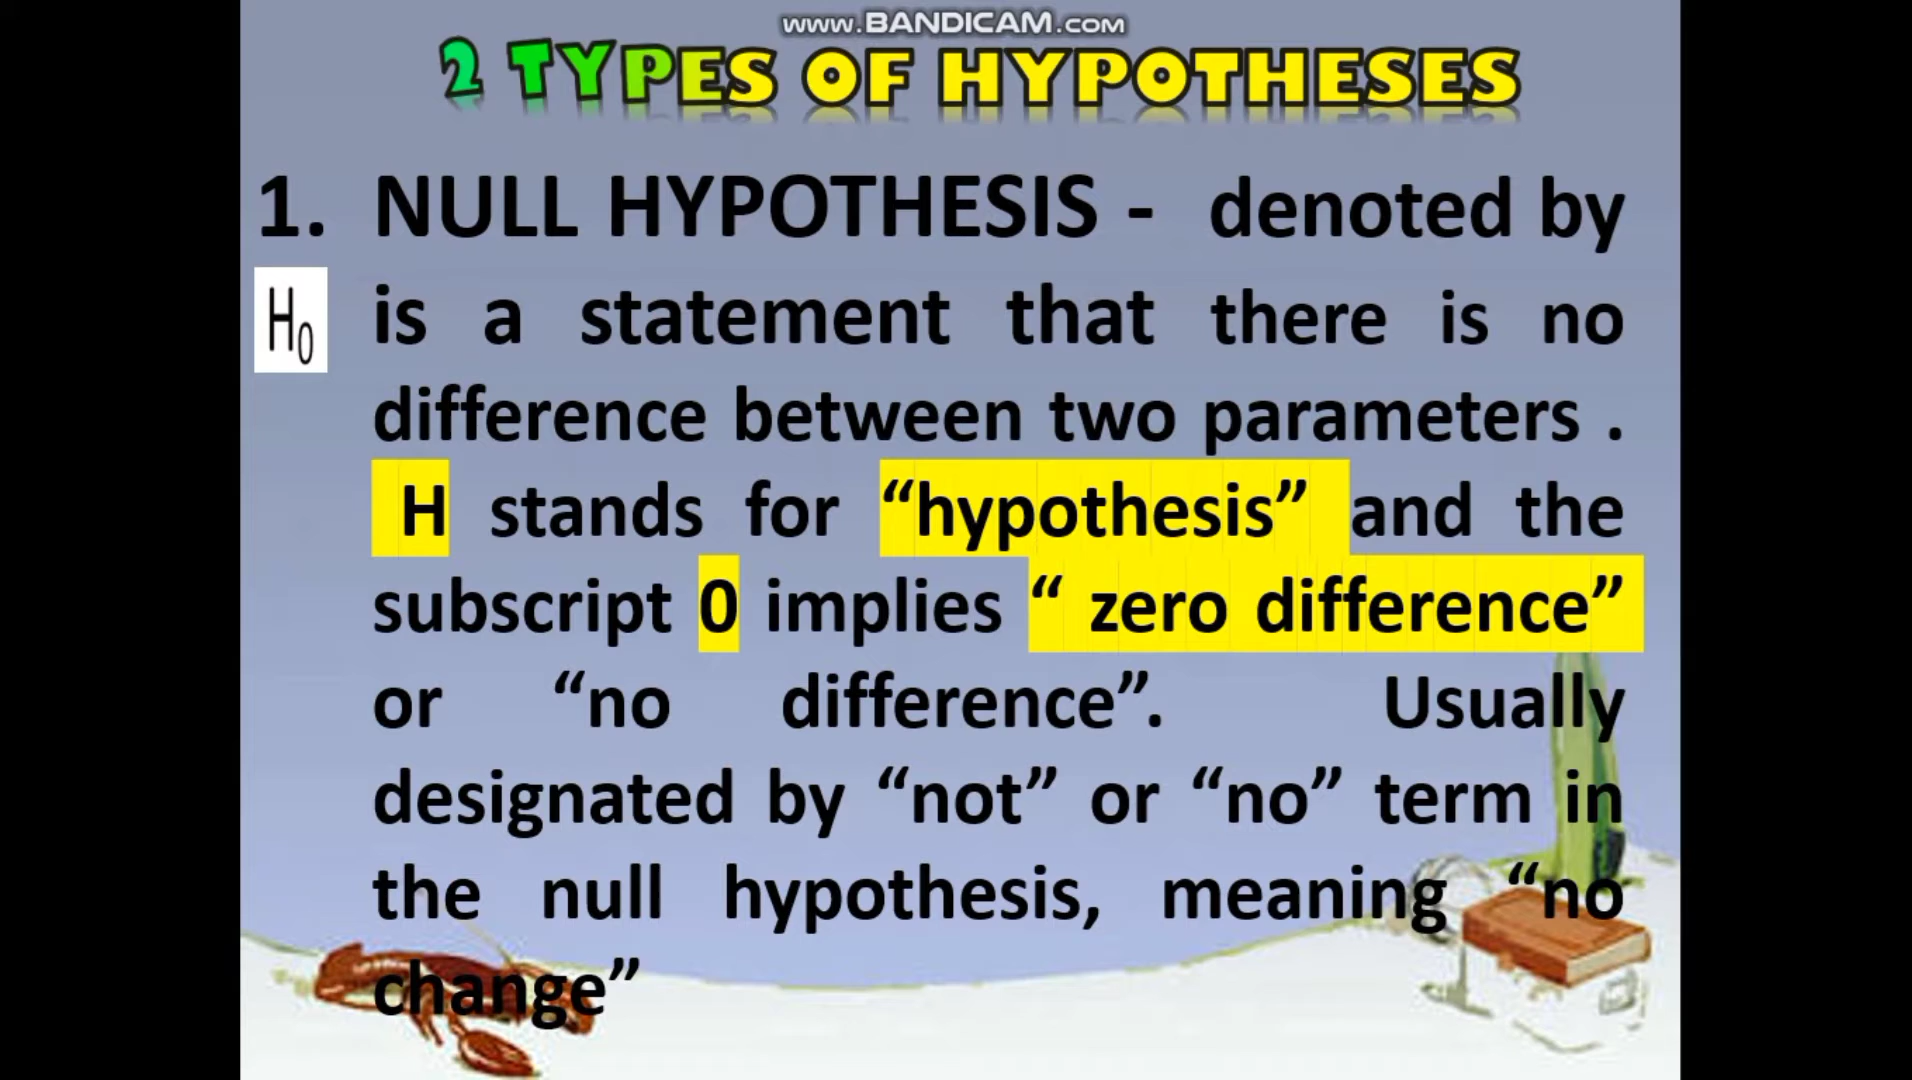 www.BANDICAM.com
2 TYPES OF HYPOTHESES
1. NULL HYPOTHESIS - denoted by
H₀ is a statement that there is no
difference between two parameters .
H stands for “hypothesis” and the
subscript 0 implies “ zero difference”
or “no difference”. Usually
designated by “not” or “no” term in
the null hypothesis, meaning “no
change”